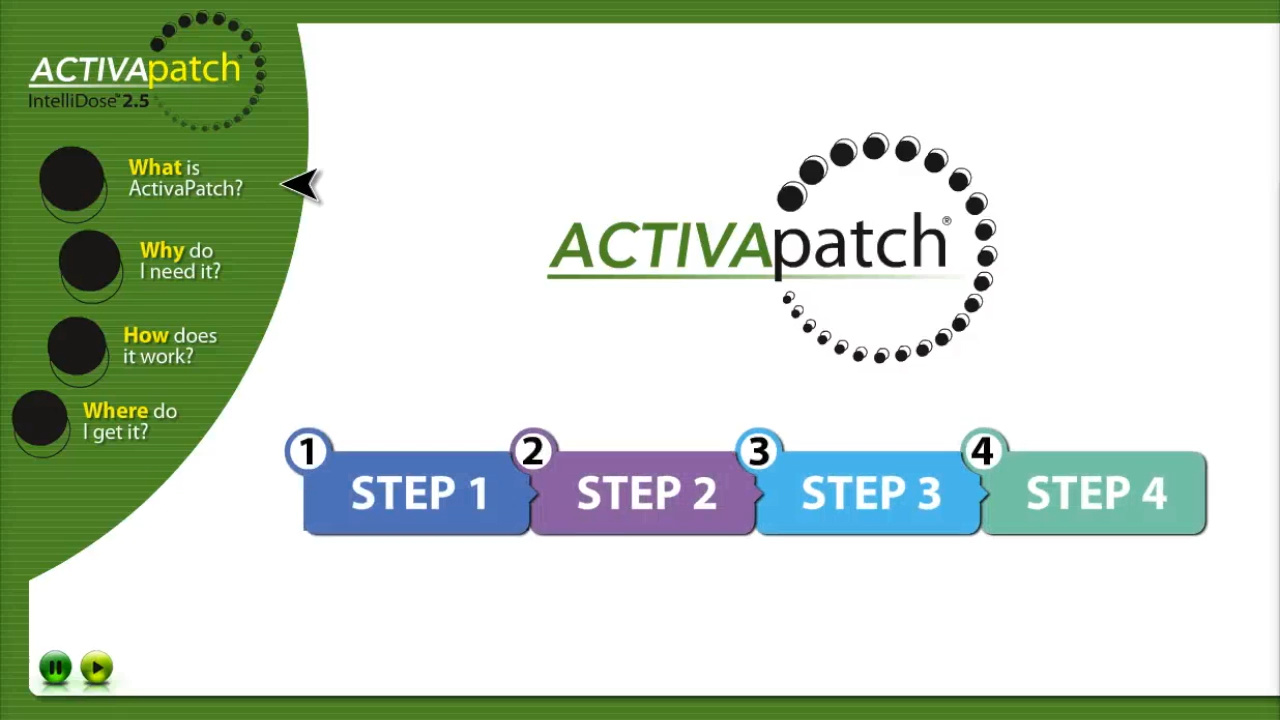 ACTIVApatch®
IntelliDose™ 2.5
What is
ActivaPatch?
Why do
I need it?
How does
it work?
Where do
I get it?
ACTIVApatch®
1 2 3 4
STEP 1 STEP 2 STEP 3 STEP 4